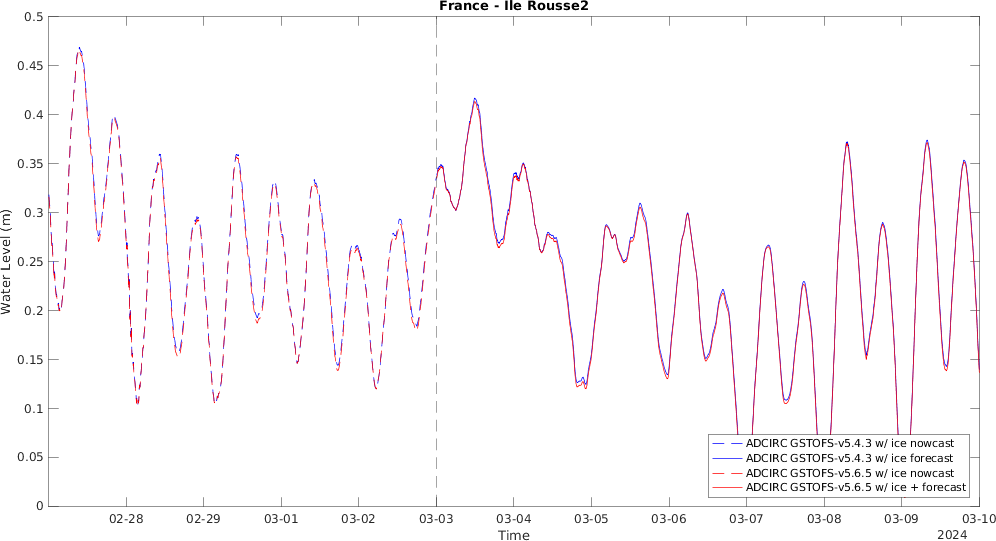 France - Ile Rousse2
0.5
0.45
0.4
0.35
0.3
0.25
0.2
0.15
0.1
0.05
0
Water Level (m)
ADCIRC GSTOFS-v5.4.3 w/ ice nowcast
ADCIRC GSTOFS-v5.4.3 w/ ice forecast
ADCIRC GSTOFS-v5.6.5 w/ ice nowcast
ADCIRC GSTOFS-v5.6.5 w/ ice + forecast
02-28 02-29 03-01 03-02 03-03 03-04 03-05 03-06 03-07 03-08 03-09 03-10
Time
2024